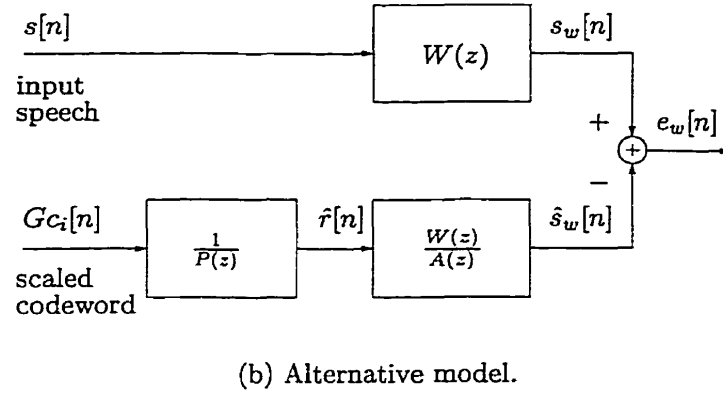 s[n]
W(z)
s_w[n]
input
speech
+
e_w[n]
+
−
Gc_i[n]
1/P(z)
r̂[n]
W(z)/A(z)
ŝ_w[n]
scaled
codeword
(b) Alternative model.